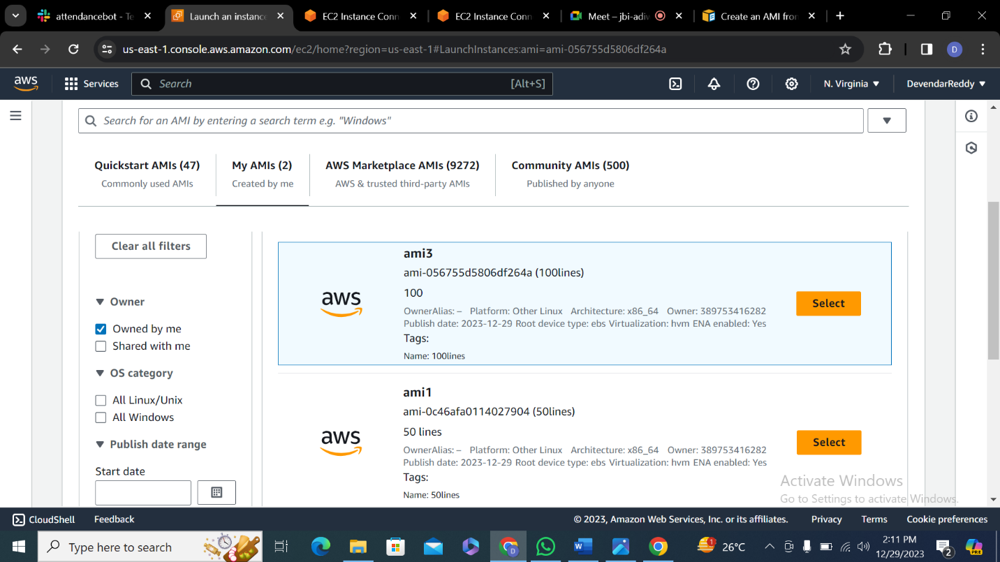 attendancebot - Te
Launch an instance
EC2 Instance Conn
EC2 Instance Conn
Meet – jbi-adiw
Create an AMI fron
us-east-1.console.aws.amazon.com/ec2/home?region=us-east-1#LaunchInstances:ami=ami-056755d5806df264a
D
aws
Services
Search
[Alt+S]
N. Virginia
DevendarReddy
Search for an AMI by entering a search term e.g. "Windows"
Quickstart AMIs (47)
Commonly used AMIs
My AMIs (2)
Created by me
AWS Marketplace AMIs (9272)
AWS & trusted third-party AMIs
Community AMIs (500)
Published by anyone
Clear all filters
Owner
Owned by me
Shared with me
OS category
All Linux/Unix
All Windows
Publish date range
Start date
aws
ami3
ami-056755d5806df264a (100lines)
100
OwnerAlias: – Platform: Other Linux Architecture: x86_64 Owner: 389753416282
Publish date: 2023-12-29 Root device type: ebs Virtualization: hvm ENA enabled: Yes
Tags:
Name: 100lines
Select
aws
ami1
ami-0c46afa0114027904 (50lines)
50 lines
OwnerAlias: – Platform: Other Linux Architecture: x86_64 Owner: 389753416282
Publish date: 2023-12-29 Root device type: ebs Virtualization: hvm ENA enabled: Yes
Tags:
Name: 50lines
Select
Activate Windows
Go to Settings to activate Windows.
CloudShell
Feedback
© 2023, Amazon Web Services, Inc. or its affiliates.
Privacy
Terms
Cookie preferences
Type here to search
D
W
1
26°C
2:11 PM
12/29/2023
2
PRE